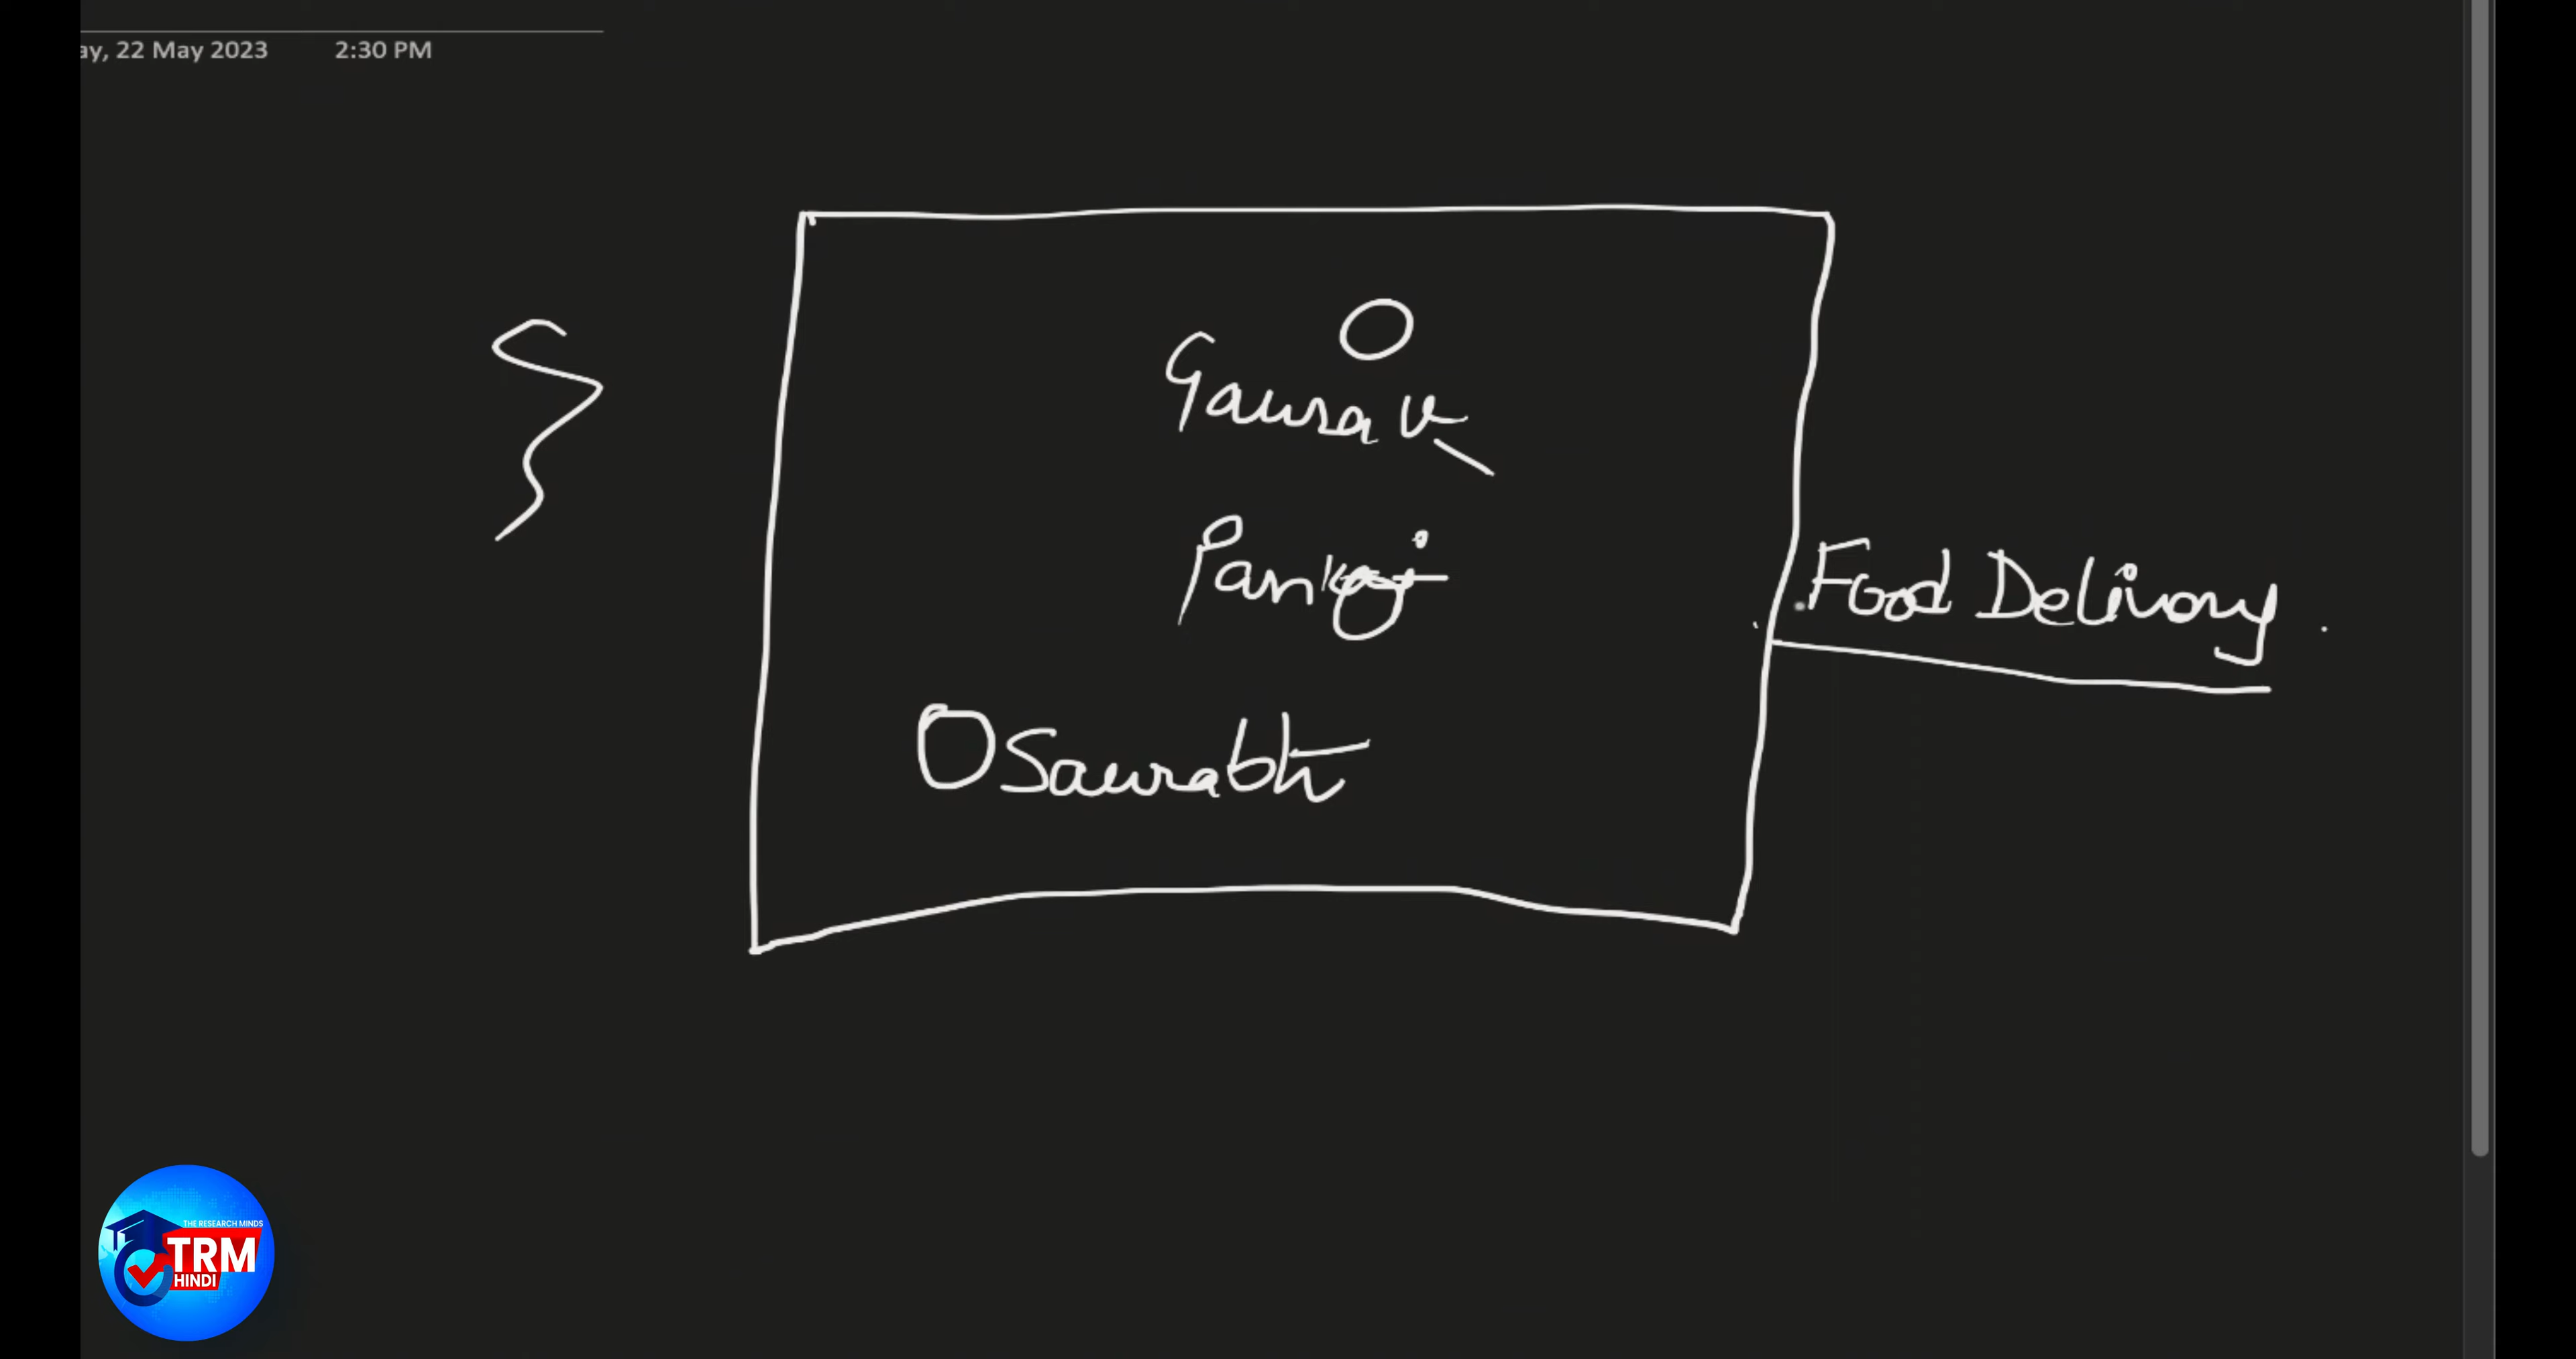 ay, 22 May 2023 2:30 PM
Gaurav
Pankaj
Food Delivery
Saurabh
THE RESEARCH MINDS
TRM
HINDI